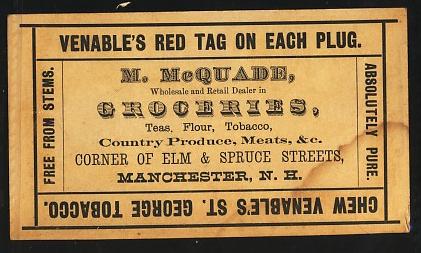 VENABLE'S RED TAG ON EACH PLUG.
FREE FROM STEMS.
M. McQUADE,
Wholesale and Retail Dealer in
GROCERIES,
Teas, Flour, Tobacco,
Country Produce, Meats, &c.
CORNER OF ELM & SPRUCE STREETS,
MANCHESTER, N. H.
ABSOLUTELY PURE.
CHEW VENABLE'S ST. GEORGE TOBACCO.